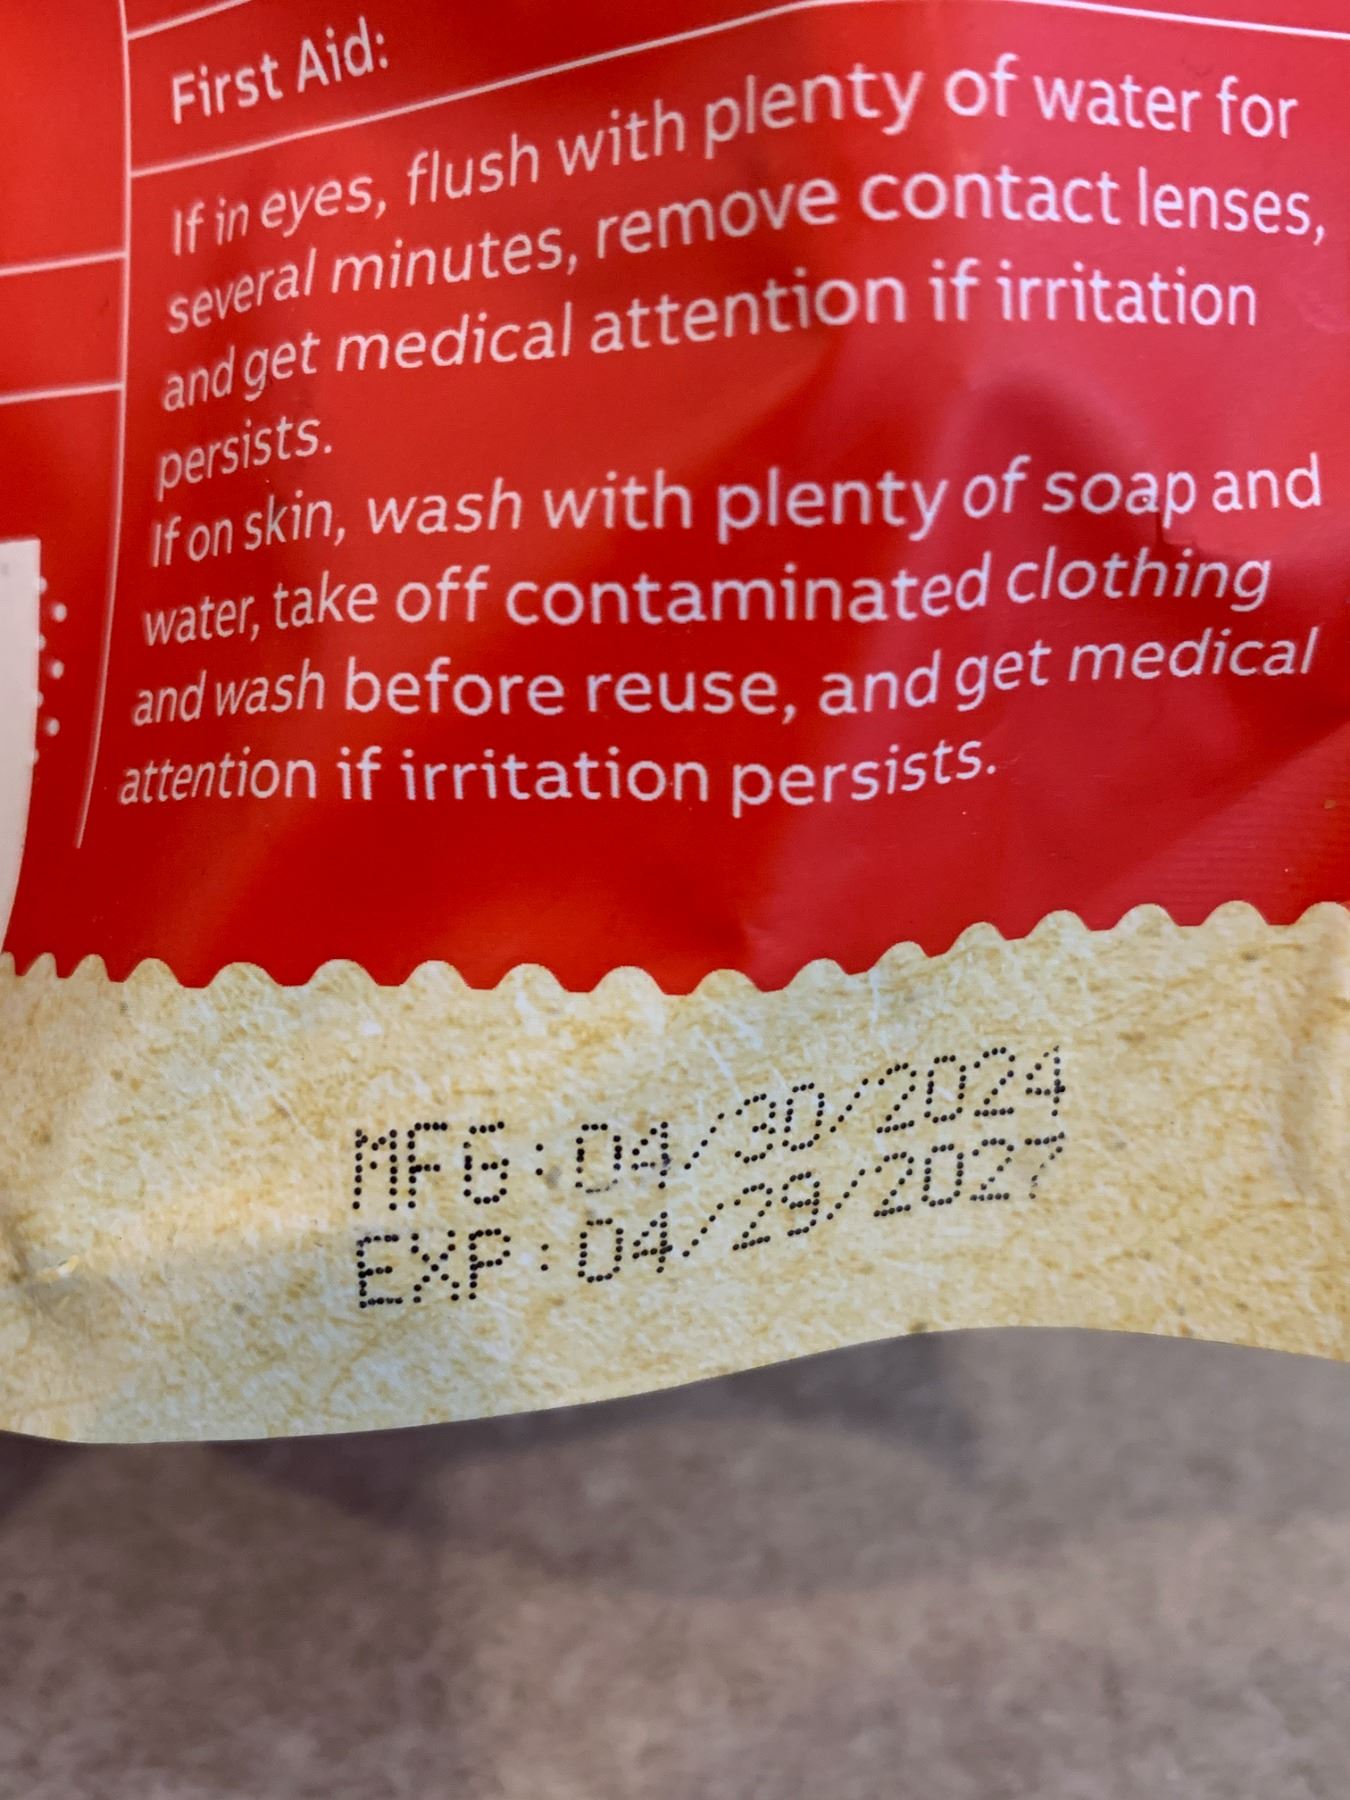 First Aid:
If in eyes, flush with plenty of water for
several minutes, remove contact lenses,
and get medical attention if irritation
persists.
If on skin, wash with plenty of soap and
water, take off contaminated clothing
and wash before reuse, and get medical
attention if irritation persists.
MFG:04/30/2024
EXP:04/29/2027